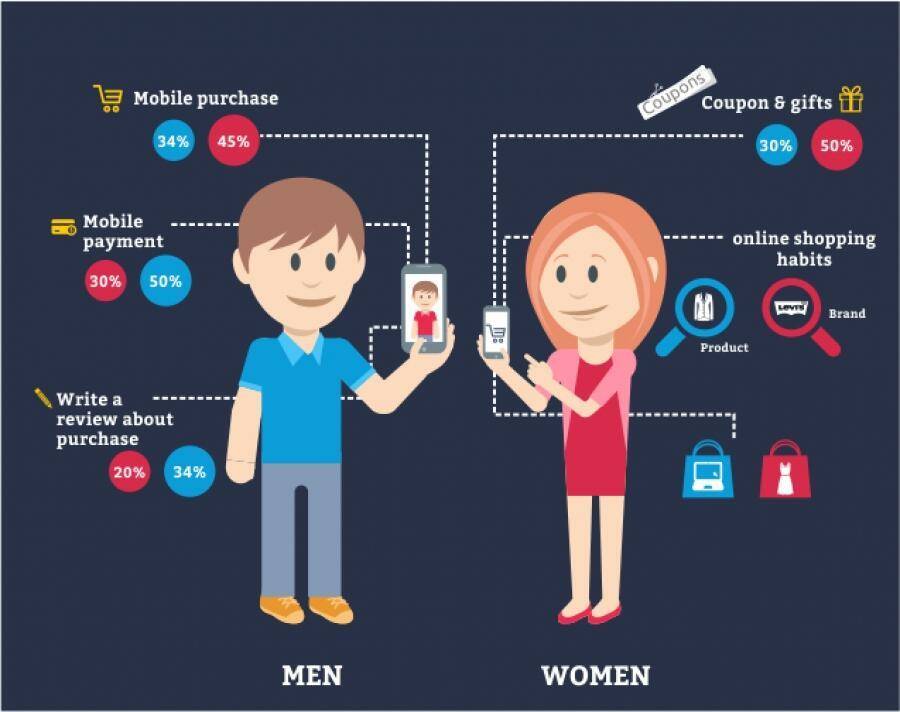 Mobile purchase
34% 45%
Mobile
payment
30% 50%
Write a
review about
purchase
20% 34%
Coupons
Coupon & gifts
30% 50%
online shopping
habits
LEVI'S
Brand
Product
MEN
WOMEN